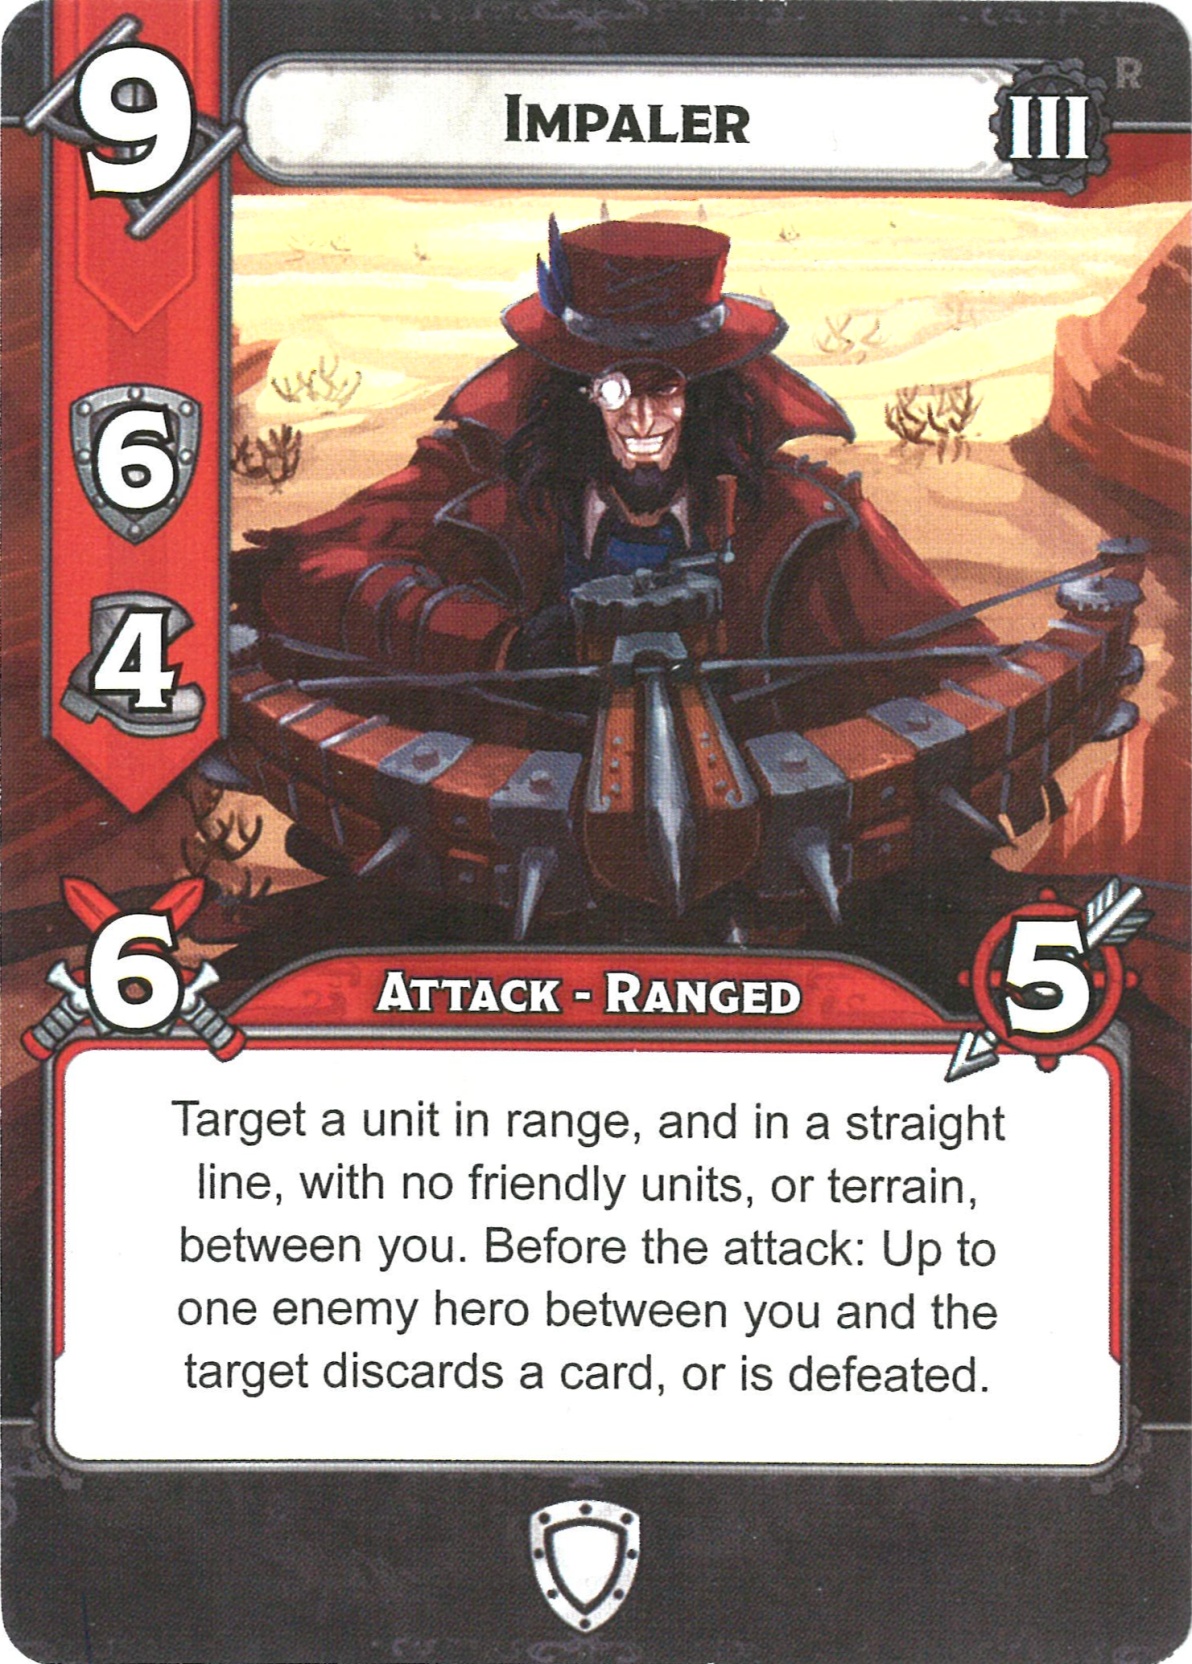 9
IMPALER
III
R
6
4
6
ATTACK - RANGED
5
Target a unit in range, and in a straight
line, with no friendly units, or terrain,
between you. Before the attack: Up to
one enemy hero between you and the
target discards a card, or is defeated.